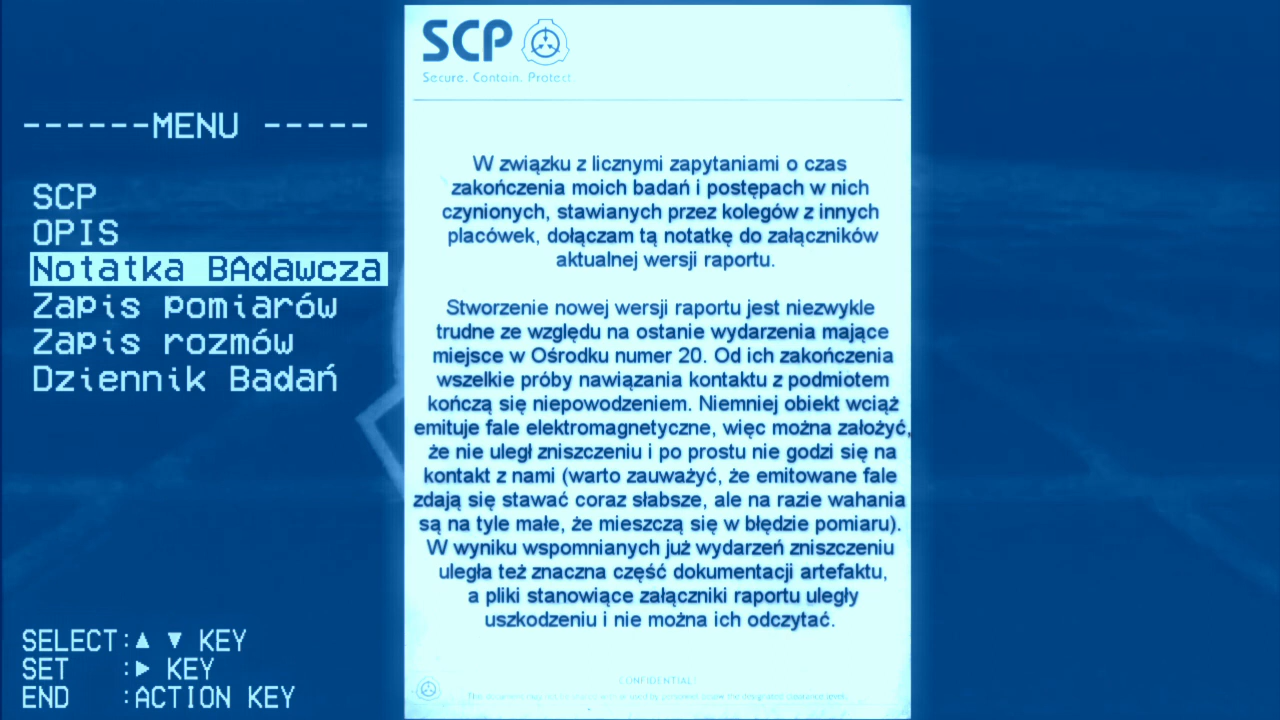 ------MENU -----
SCP
OPIS
Notatka BAdawcza
Zapis pomiarów
Zapis rozmów
Dziennik Badań
SELECT:▲ ▼ KEY
SET :► KEY
END :ACTION KEY
SCP
Secure. Contain. Protect.
W związku z licznymi zapytaniami o czas
zakończenia moich badań i postępach w nich
czynionych, stawianych przez kolegów z innych
placówek, dołączam tą notatkę do załączników
aktualnej wersji raportu.
Stworzenie nowej wersji raportu jest niezwykle
trudne ze względu na ostanie wydarzenia mające
miejsce w Ośrodku numer 20. Od ich zakończenia
wszelkie próby nawiązania kontaktu z podmiotem
kończą się niepowodzeniem. Niemniej obiekt wciąż
emituje fale elektromagnetyczne, więc można założyć,
że nie uległ zniszczeniu i po prostu nie godzi się na
kontakt z nami (warto zauważyć, że emitowane fale
zdają się stawać coraz słabsze, ale na razie wahania
są na tyle małe, że mieszczą się w błędzie pomiaru).
W wyniku wspomnianych już wydarzeń zniszczeniu
uległa też znaczna część dokumentacji artefaktu,
a pliki stanowiące załączniki raportu uległy
uszkodzeniu i nie można ich odczytać.
CONFIDENTIAL!